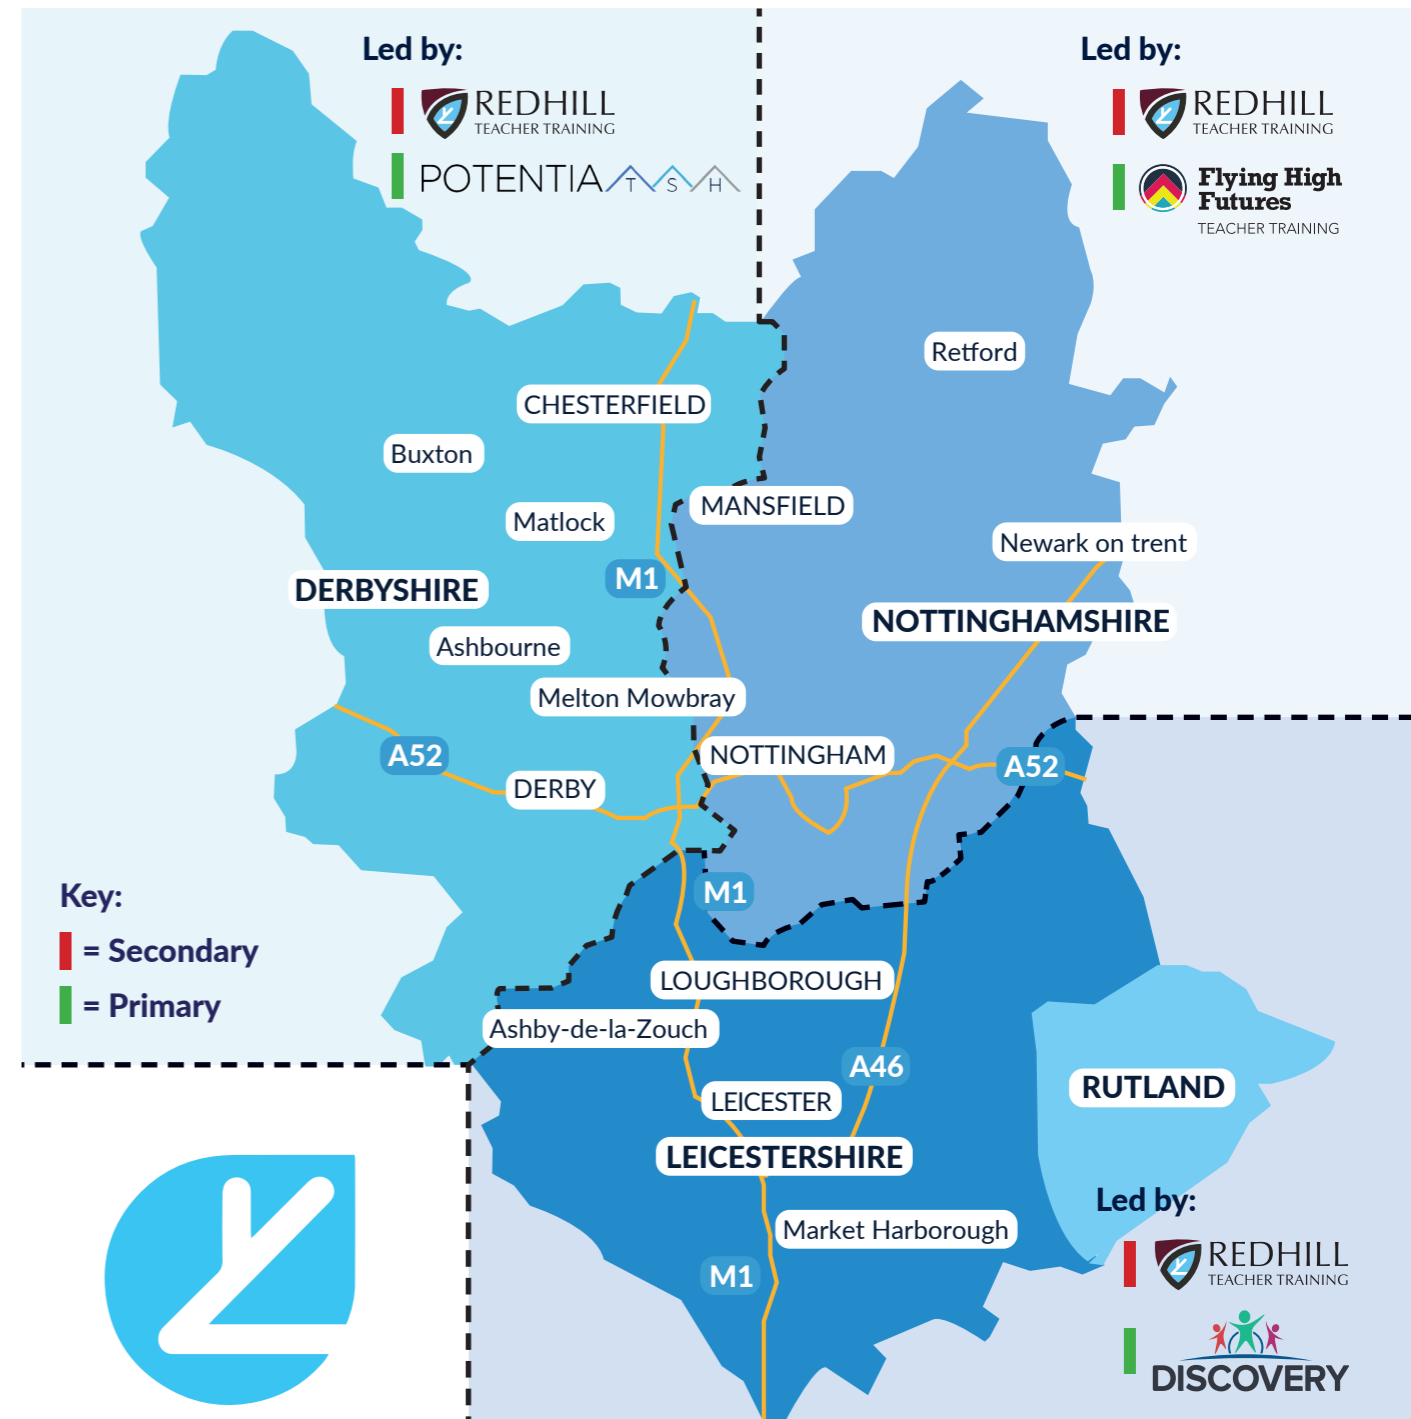 Led by:
REDHILL
TEACHER TRAINING
POTENTIA T S H
Led by:
REDHILL
TEACHER TRAINING
Flying High
Futures
TEACHER TRAINING
Retford
CHESTERFIELD
Buxton
MANSFIELD
Matlock
Newark on trent
M1
DERBYSHIRE
NOTTINGHAMSHIRE
Ashbourne
Melton Mowbray
A52
NOTTINGHAM
A52
DERBY
M1
Key:
= Secondary
= Primary
LOUGHBOROUGH
Ashby-de-la-Zouch
A46
RUTLAND
LEICESTER
LEICESTERSHIRE
Market Harborough
M1
Led by:
REDHILL
TEACHER TRAINING
DISCOVERY